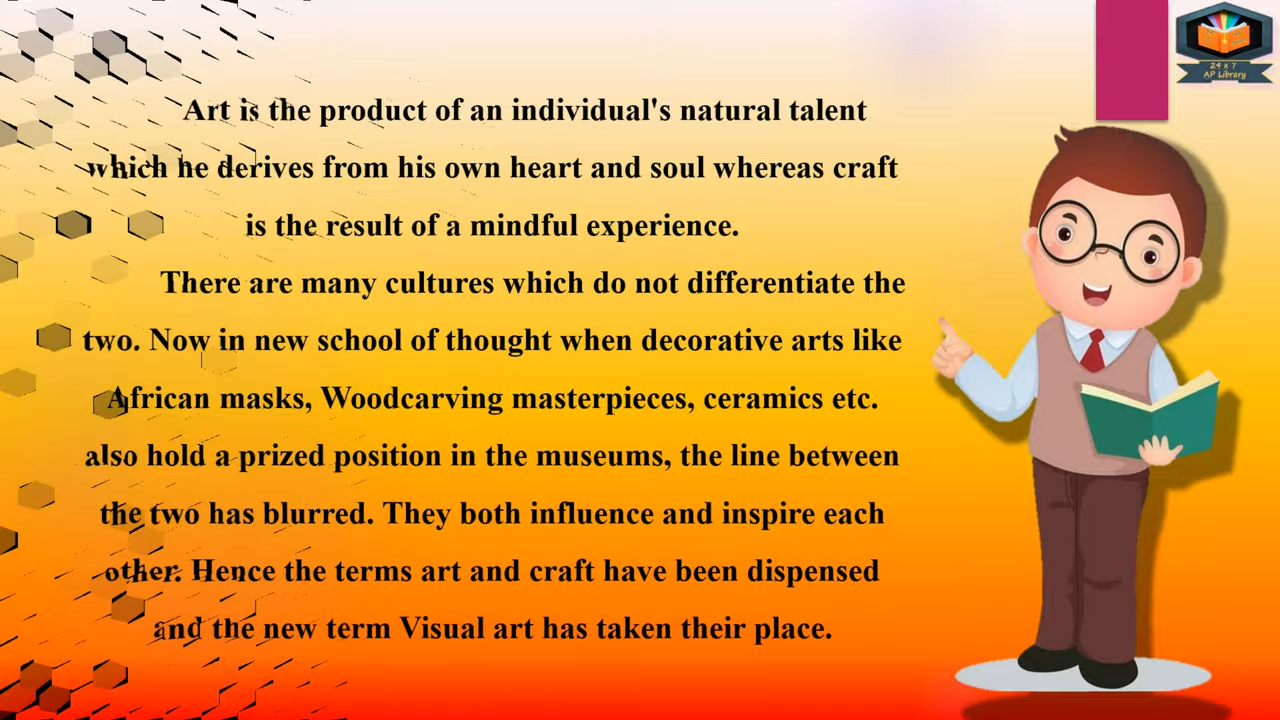 Art is the product of an individual's natural talent
which he derives from his own heart and soul whereas craft
is the result of a mindful experience.
There are many cultures which do not differentiate the
two. Now in new school of thought when decorative arts like
African masks, Woodcarving masterpieces, ceramics etc.
also hold a prized position in the museums, the line between
the two has blurred. They both influence and inspire each
other. Hence the terms art and craft have been dispensed
and the new term Visual art has taken their place.
24 x 7
AP Library